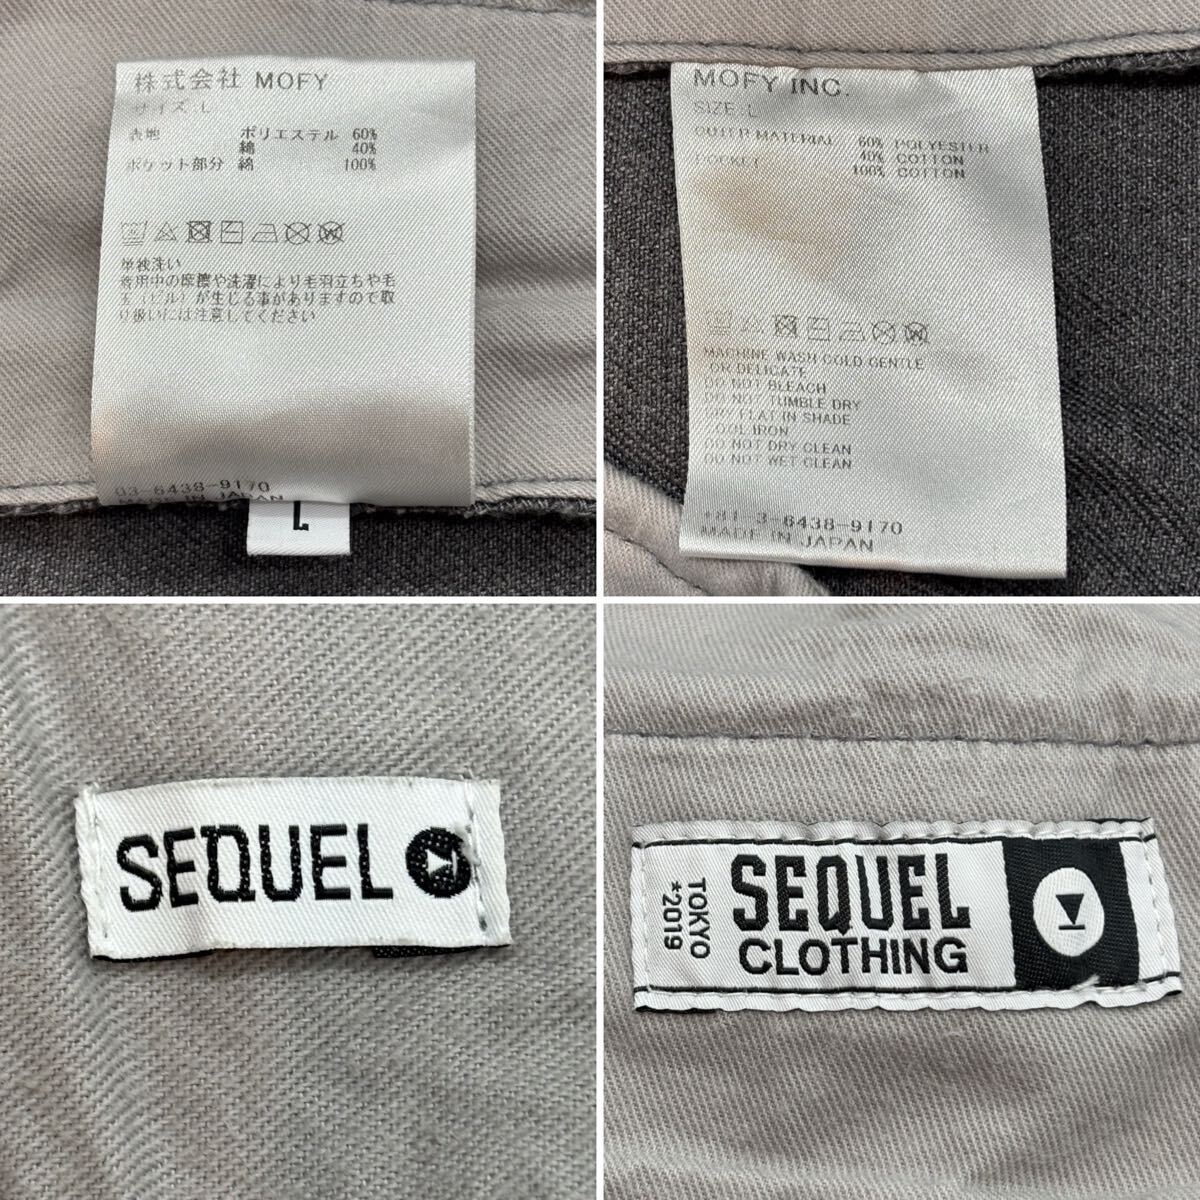 株式会社 MOFY
サイズ:L
表地 ポリエステル 60%
綿 40%
ポケット部分 綿 100%
単独洗い
着用中の摩擦や洗濯により毛羽立ちや毛
玉(ピル)が生じる事がありますので取
り扱いには注意してください
03-6438-9170
MADE IN JAPAN
L
MOFY INC.
SIZE:L
OUTER MATERIAL 60% POLYESTER
40% COTTON
POCKET 100% COTTON
MACHINE WASH COLD GENTLE
OR DELICATE
DO NOT BLEACH
DO NOT TUMBLE DRY
DRY FLAT IN SHADE
COOL IRON
DO NOT DRY CLEAN
DO NOT WET CLEAN
+81-3-6438-9170
MADE IN JAPAN
SEQUEL
TOKYO
*2019
SEQUEL
CLOTHING